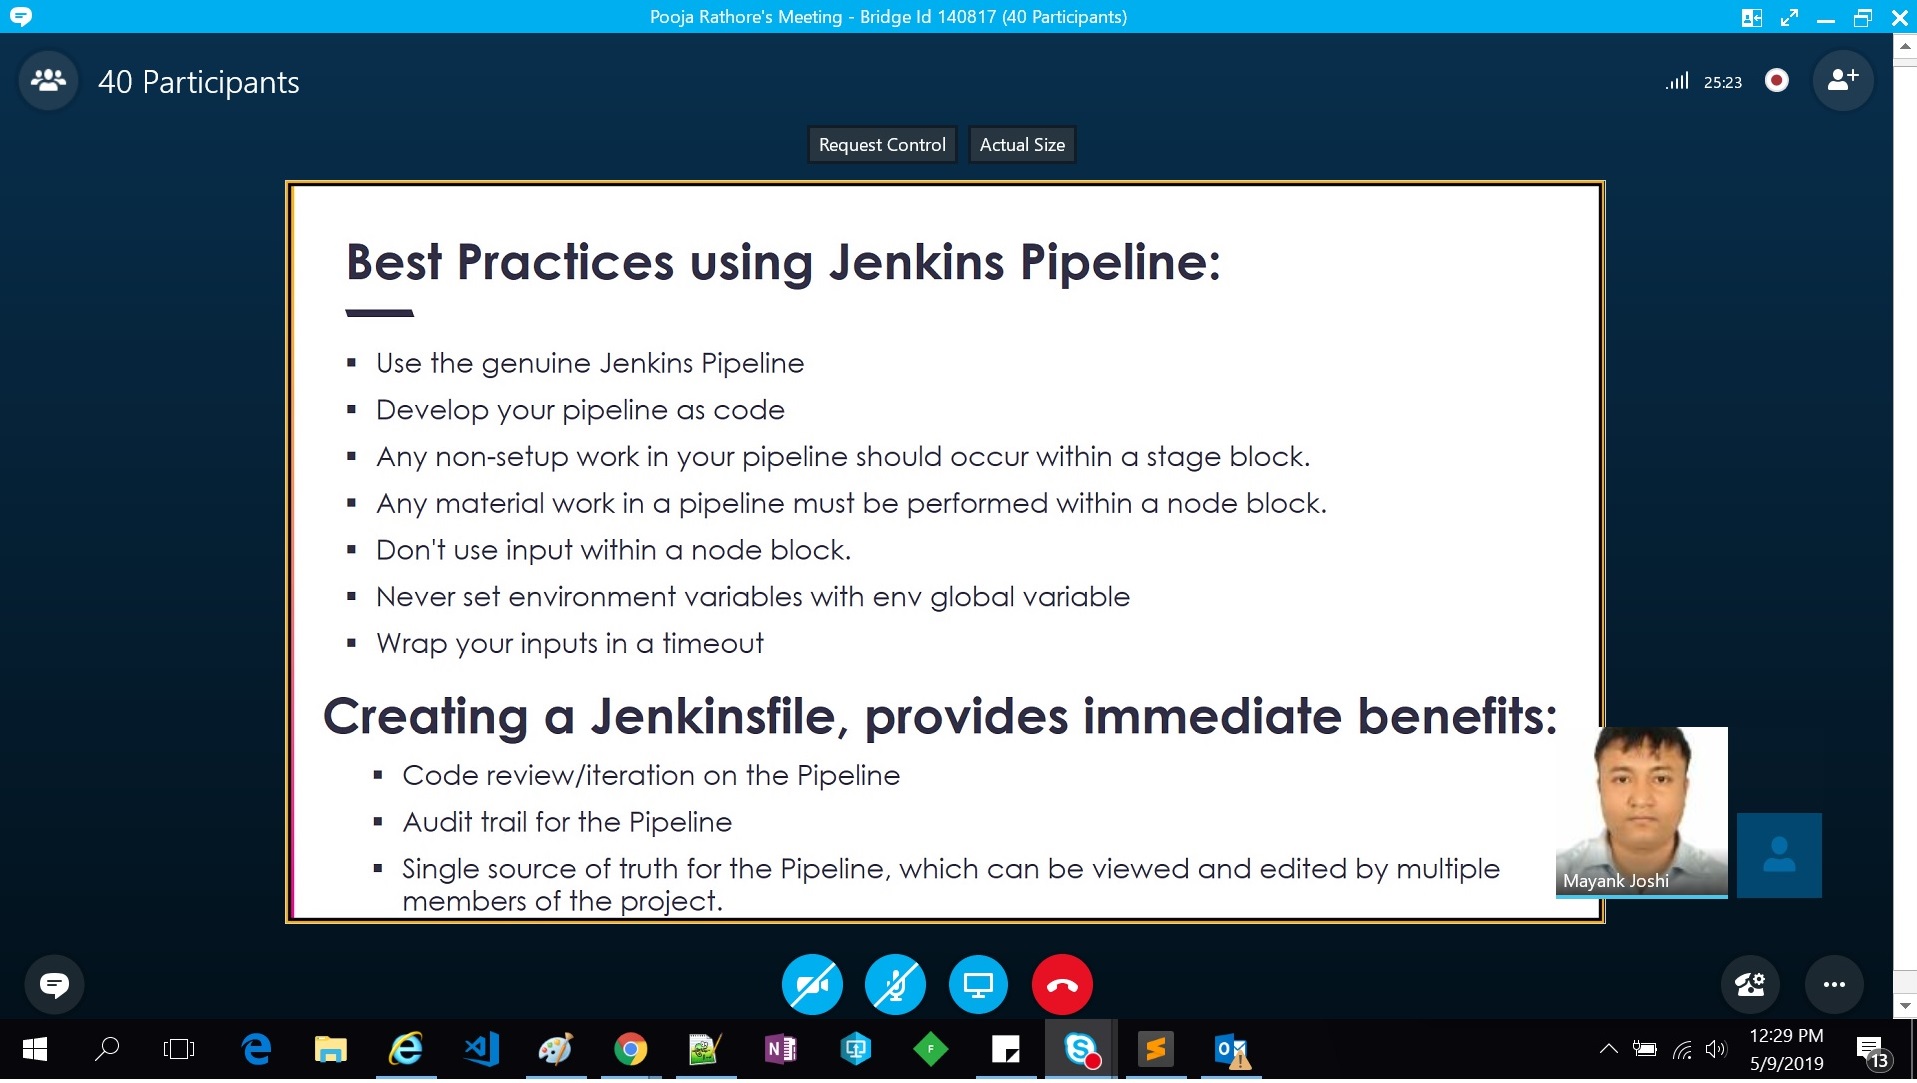 Pooja Rathore's Meeting - Bridge Id 140817 (40 Participants)
40 Participants
25:23
Request Control
Actual Size
Best Practices using Jenkins Pipeline:
▪ Use the genuine Jenkins Pipeline
▪ Develop your pipeline as code
▪ Any non-setup work in your pipeline should occur within a stage block.
▪ Any material work in a pipeline must be performed within a node block.
▪ Don't use input within a node block.
▪ Never set environment variables with env global variable
▪ Wrap your inputs in a timeout
Creating a Jenkinsfile, provides immediate benefits:
▪ Code review/iteration on the Pipeline
▪ Audit trail for the Pipeline
▪ Single source of truth for the Pipeline, which can be viewed and edited by multiple
members of the project.
Mayank Joshi
N
F
S
S
O
12:29 PM
5/9/2019
13